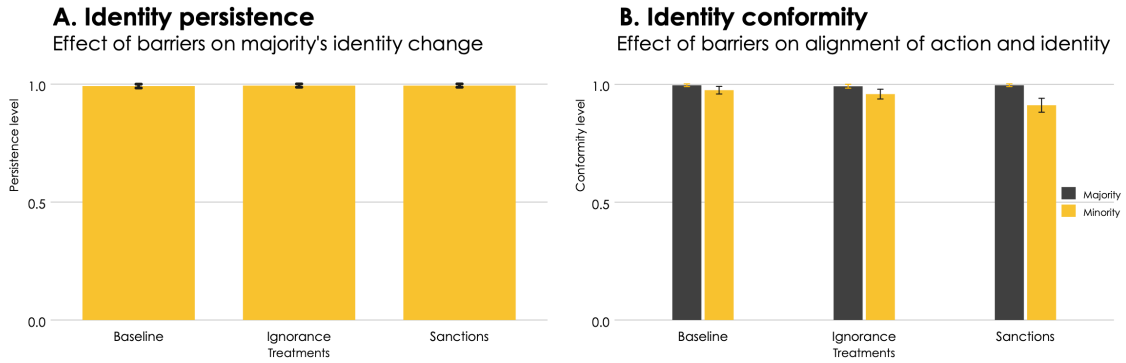 A. Identity persistence
Effect of barriers on majority's identity change
1.0
0.5
0.0
Persistence level
Baseline
Ignorance
Sanctions
Treatments
B. Identity conformity
Effect of barriers on alignment of action and identity
1.0
0.5
0.0
Conformity level
Majority
Minority
Baseline
Ignorance
Sanctions
Treatments